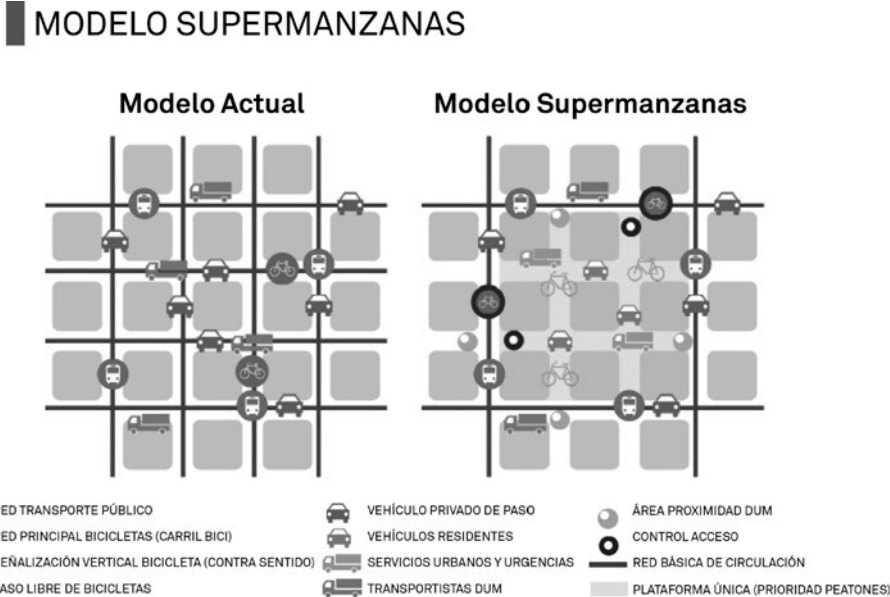 MODELO SUPERMANZANAS
Modelo Actual
Modelo Supermanzanas
ED TRANSPORTE PÚBLICO
ED PRINCIPAL BICICLETAS (CARRIL BICI)
EÑALIZACIÓN VERTICAL BICICLETA (CONTRA SENTIDO)
ASO LIBRE DE BICICLETAS
VEHÍCULO PRIVADO DE PASO
VEHÍCULOS RESIDENTES
SERVICIOS URBANOS Y URGENCIAS
TRANSPORTISTAS DUM
ÁREA PROXIMIDAD DUM
CONTROL ACCESO
RED BÁSICA DE CIRCULACIÓN
PLATAFORMA ÚNICA (PRIORIDAD PEATONES)